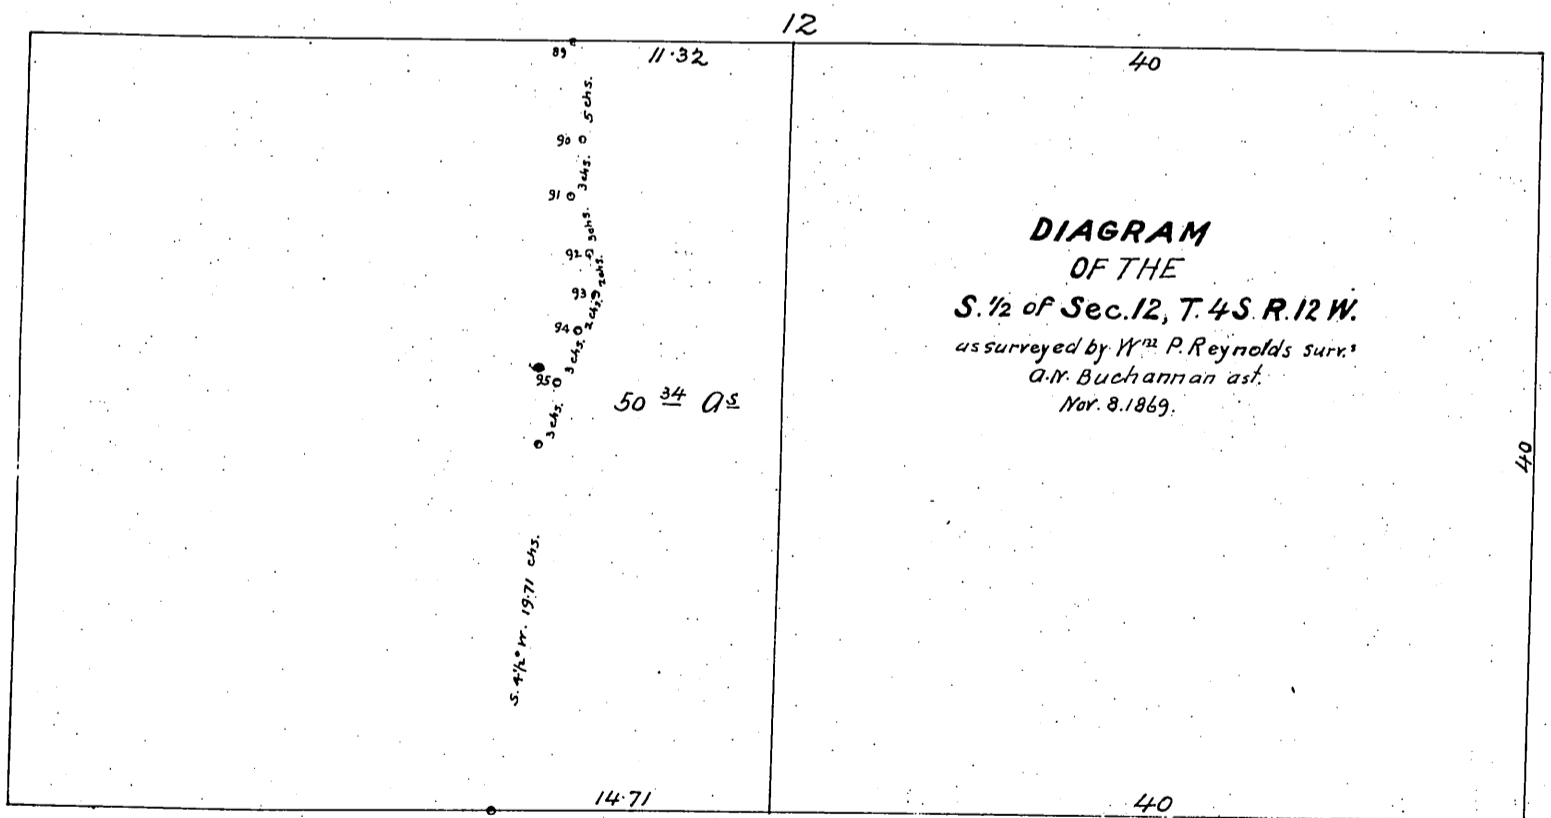 12
89
11.32
40
5 chs.
90
3 chs.
91
3 chs.
92
2 chs.
93
2 chs.
94
3 chs.
95
3 chs.
50 34 As
S. 4½° W. 19.71 chs.
14.71
40
40
DIAGRAM
OF THE
S. ½ of Sec. 12, T. 4 S. R. 12 W.
as surveyed by Wm P. Reynolds surv.s
A.N. Buchannan ast.
Nov. 8. 1869.